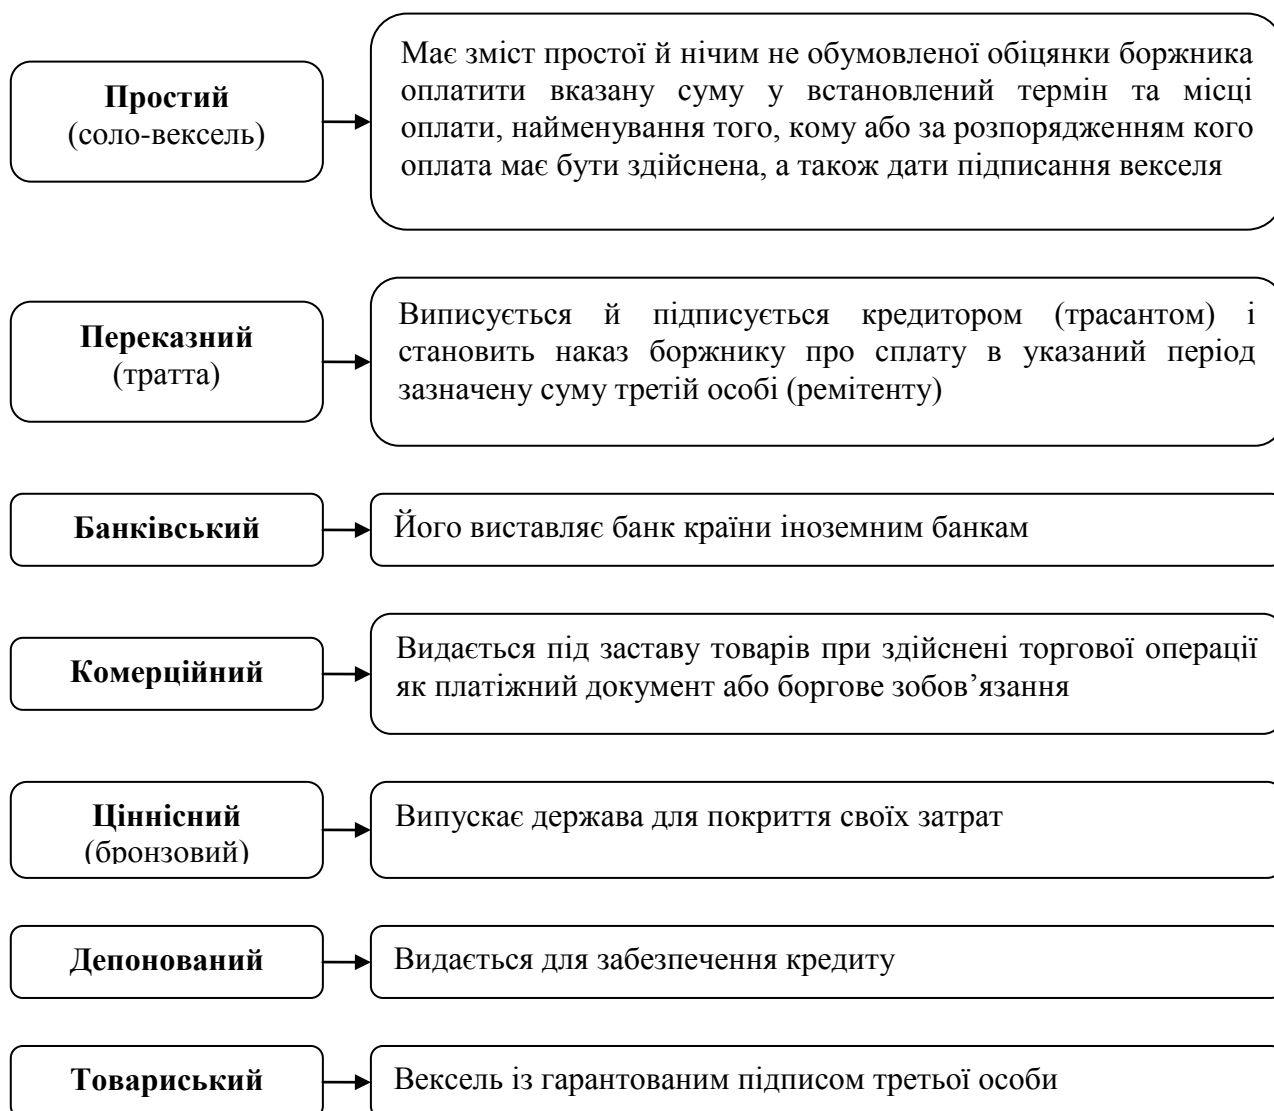 Простий
(соло-вексель)
Має зміст простої й нічим не обумовленої обіцянки боржника
оплатити вказану суму у встановлений термін та місці
оплати, найменування того, кому або за розпорядженням кого
оплата має бути здійснена, а також дати підписання векселя
Переказний
(тратта)
Виписується й підписується кредитором (трасантом) і
становить наказ боржнику про сплату в указаний період
зазначену суму третій особі (ремітенту)
Банківський
Його виставляє банк країни іноземним банкам
Комерційний
Видається під заставу товарів при здійснені торгової операції
як платіжний документ або боргове зобов’язання
Ціннісний
(бронзовий)
Випускає держава для покриття своїх затрат
Депонований
Видається для забезпечення кредиту
Товариський
Вексель із гарантованим підписом третьої особи